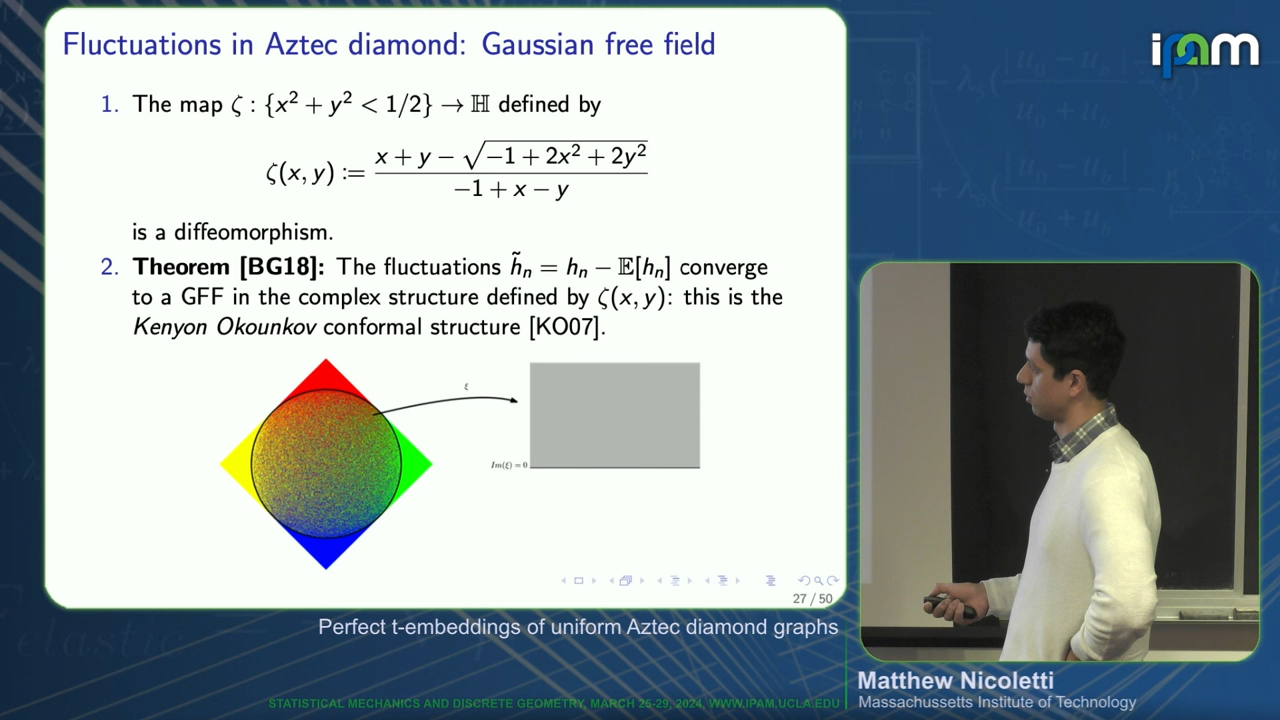 Fluctuations in Aztec diamond: Gaussian free field
1. The map ζ : {x² + y² < 1/2} → ℍ defined by
ζ(x, y) := (x + y − √(−1 + 2x² + 2y²)) / (−1 + x − y)
is a diffeomorphism.
2. Theorem [BG18]: The fluctuations h̃ₙ = hₙ − 𝔼[hₙ] converge
to a GFF in the complex structure defined by ζ(x, y): this is the
Kenyon Okounkov conformal structure [KO07].
ξ
Im(ξ) = 0
27 / 50
Perfect t-embeddings of uniform Aztec diamond graphs
ipam
Matthew Nicoletti
Massachussetts Institute of Technology
STATISTICAL MECHANICS AND DISCRETE GEOMETRY, MARCH 25-29, 2024, WWW.IPAM.UCLA.EDU